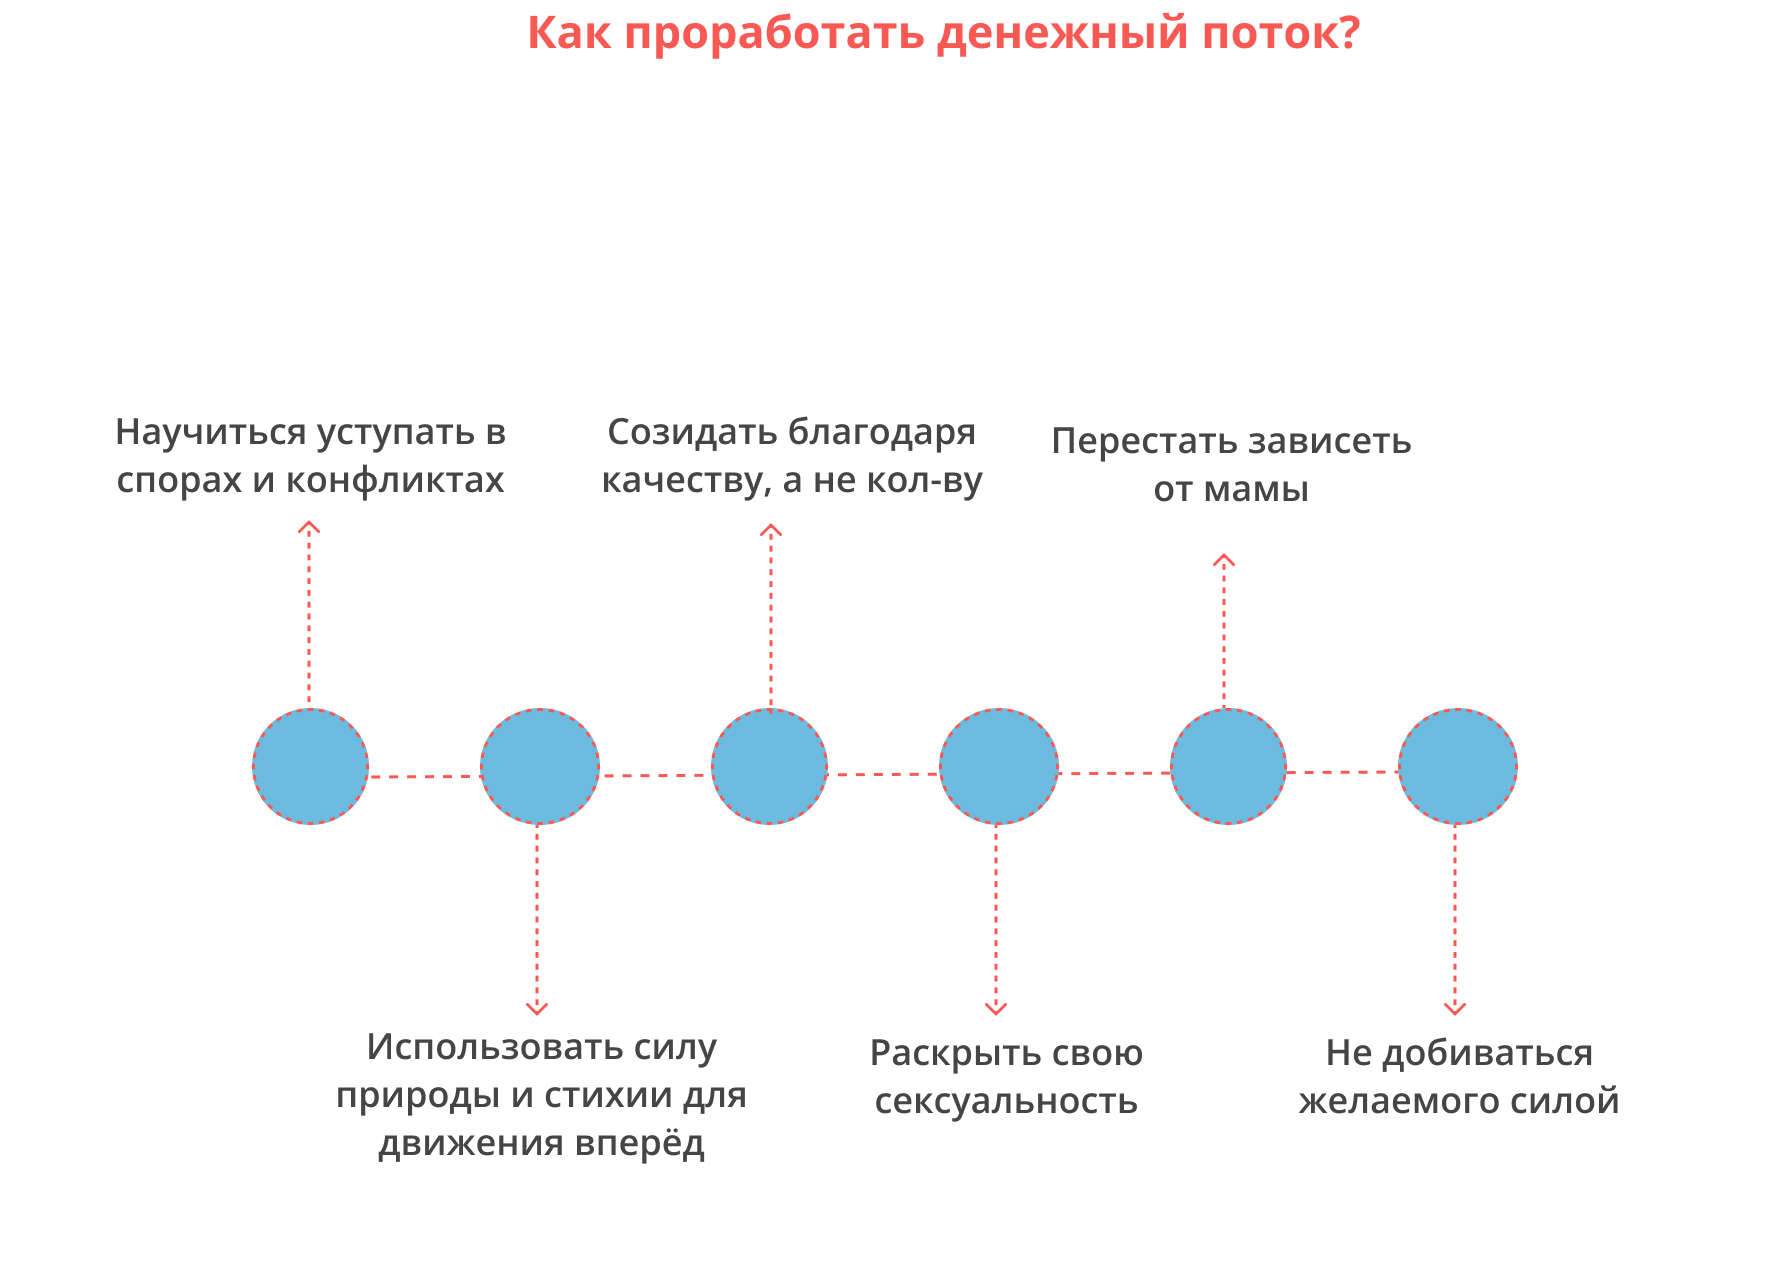 Как проработать денежный поток?
Научиться уступать в
спорах и конфликтах
Созидать благодаря
качеству, а не кол-ву
Перестать зависеть
от мамы
Использовать силу
природы и стихии для
движения вперёд
Раскрыть свою
сексуальность
Не добиваться
желаемого силой